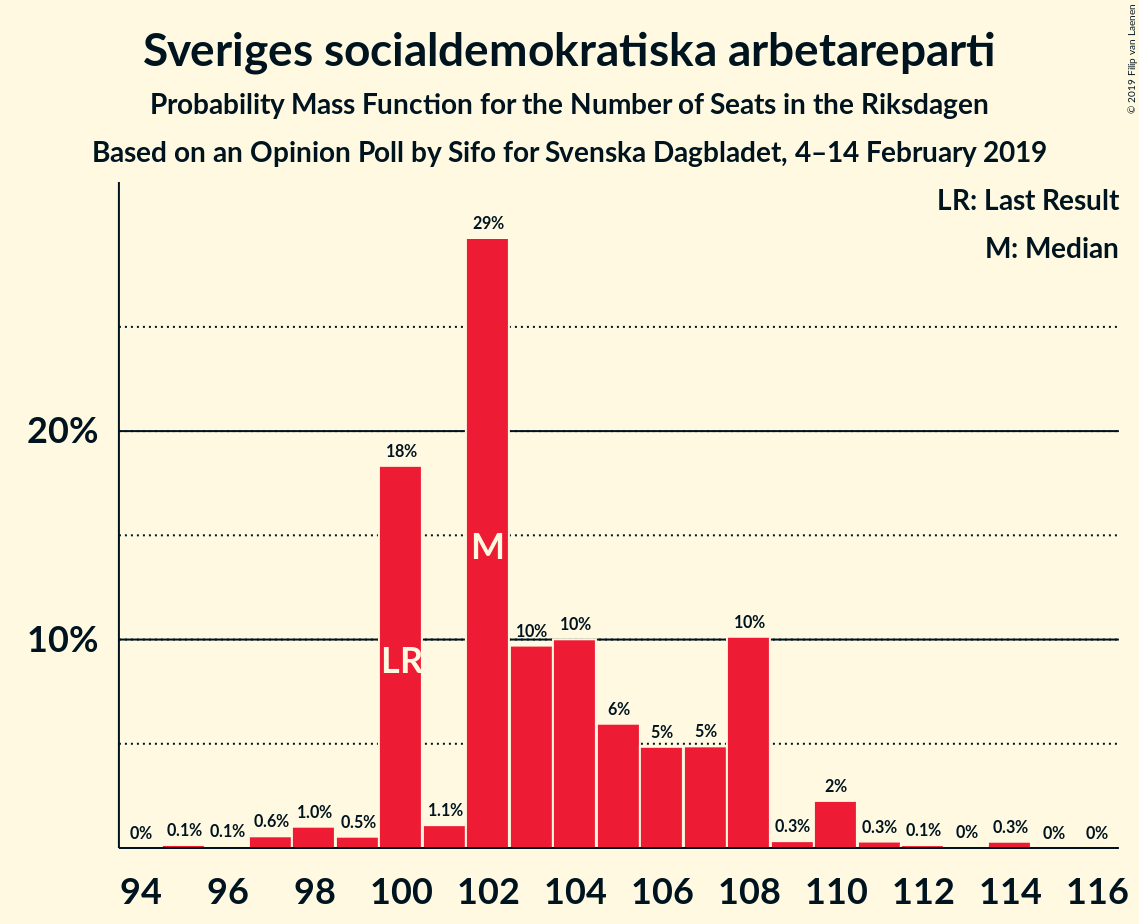 Sveriges socialdemokratiska arbetareparti
Probability Mass Function for the Number of Seats in the Riksdagen
Based on an Opinion Poll by Sifo for Svenska Dagbladet, 4–14 February 2019
© 2019 Filip van Laenen
LR: Last Result
M: Median
20%
10%
0%
0.1%
0.1%
0.6%
1.0%
0.5%
18%
1.1%
29%
10%
10%
6%
5%
5%
10%
0.3%
2%
0.3%
0.1%
0%
0.3%
0%
0%
LR
M
94 96 98 100 102 104 106 108 110 112 114 116